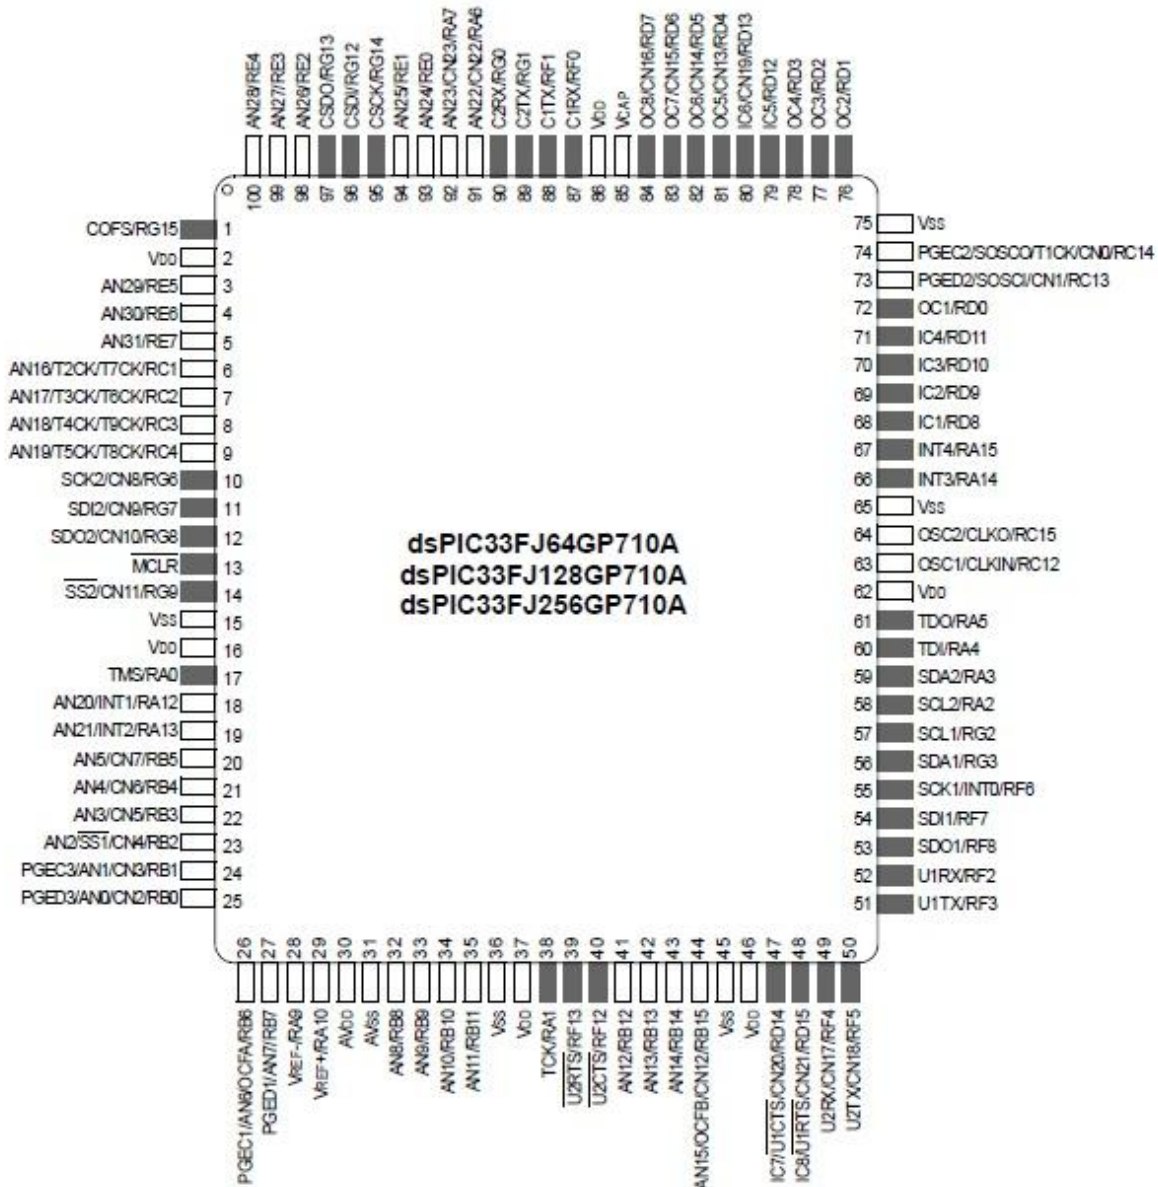 AN28/RE4
AN27/RE3
AN26/RE2
CSDO/RG13
CSDI/RG12
CSCK/RG14
AN25/RE1
AN24/RE0
AN23/CN23/RA7
AN22/CN22/RA6
C2RX/RG0
C2TX/RG1
C1TX/RF1
C1RX/RF0
VDD
VCAP
OC8/CN16/RD7
OC7/CN15/RD6
OC6/CN14/RD5
OC5/CN13/RD4
IC6/CN19/RD13
IC5/RD12
OC4/RD3
OC3/RD2
OC2/RD1
100
99
98
97
96
95
94
93
92
91
90
89
88
87
86
85
84
83
82
81
80
79
78
77
76
COFS/RG15 1
VDD 2
AN29/RE5 3
AN30/RE6 4
AN31/RE7 5
AN16/T2CK/T7CK/RC1 6
AN17/T3CK/T6CK/RC2 7
AN18/T4CK/T9CK/RC3 8
AN19/T5CK/T8CK/RC4 9
SCK2/CN8/RG6 10
SDI2/CN9/RG7 11
SDO2/CN10/RG8 12
MCLR 13
SS2/CN11/RG9 14
VSS 15
VDD 16
TMS/RA0 17
AN20/INT1/RA12 18
AN21/INT2/RA13 19
AN5/CN7/RB5 20
AN4/CN6/RB4 21
AN3/CN5/RB3 22
AN2/SS1/CN4/RB2 23
PGEC3/AN1/CN3/RB1 24
PGED3/AN0/CN2/RB0 25
dsPIC33FJ64GP710A
dsPIC33FJ128GP710A
dsPIC33FJ256GP710A
75 VSS
74 PGEC2/SOSCO/T1CK/CN0/RC14
73 PGED2/SOSCI/CN1/RC13
72 OC1/RD0
71 IC4/RD11
70 IC3/RD10
69 IC2/RD9
68 IC1/RD8
67 INT4/RA15
66 INT3/RA14
65 VSS
64 OSC2/CLKO/RC15
63 OSC1/CLKIN/RC12
62 VDD
61 TDO/RA5
60 TDI/RA4
59 SDA2/RA3
58 SCL2/RA2
57 SCL1/RG2
56 SDA1/RG3
55 SCK1/INT0/RF6
54 SDI1/RF7
53 SDO1/RF8
52 U1RX/RF2
51 U1TX/RF3
26
27
28
29
30
31
32
33
34
35
36
37
38
39
40
41
42
43
44
45
46
47
48
49
50
PGEC1/AN6/OCFA/RB6
PGED1/AN7/RB7
VREF-/RA9
VREF+/RA10
AVDD
AVSS
AN8/RB8
AN9/RB9
AN10/RB10
AN11/RB11
VSS
VDD
TCK/RA1
U2RTS/RF13
U2CTS/RF12
AN12/RB12
AN13/RB13
AN14/RB14
AN15/OCFB/CN12/RB15
VSS
VDD
IC7/U1CTS/CN20/RD14
IC8/U1RTS/CN21/RD15
U2RX/CN17/RF4
U2TX/CN18/RF5